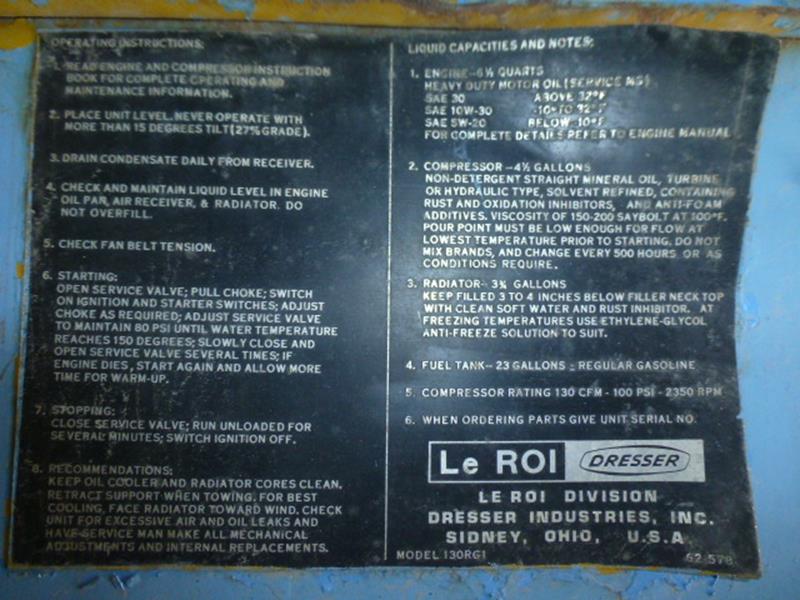 OPERATING INSTRUCTIONS:
1. READ ENGINE AND COMPRESSOR INSTRUCTION
BOOK FOR COMPLETE OPERATING AND
MAINTENANCE INFORMATION.
2. PLACE UNIT LEVEL. NEVER OPERATE WITH
MORE THAN 15 DEGREES TILT (27% GRADE).
3. DRAIN CONDENSATE DAILY FROM RECEIVER.
4. CHECK AND MAINTAIN LIQUID LEVEL IN ENGINE
OIL PAN, AIR RECEIVER, & RADIATOR. DO
NOT OVERFILL.
5. CHECK FAN BELT TENSION.
6. STARTING:
OPEN SERVICE VALVE; PULL CHOKE; SWITCH
ON IGNITION AND STARTER SWITCHES; ADJUST
CHOKE AS REQUIRED; ADJUST SERVICE VALVE
TO MAINTAIN 80 PSI UNTIL WATER TEMPERATURE
REACHES 150 DEGREES; SLOWLY CLOSE AND
OPEN SERVICE VALVE SEVERAL TIMES; IF
ENGINE DIES, START AGAIN AND ALLOW MORE
TIME FOR WARM-UP.
7. STOPPING:
CLOSE SERVICE VALVE; RUN UNLOADED FOR
SEVERAL MINUTES; SWITCH IGNITION OFF.
8. RECOMMENDATIONS:
KEEP OIL COOLER AND RADIATOR CORES CLEAN.
RETRACT SUPPORT WHEN TOWING. FOR BEST
COOLING, FACE RADIATOR TOWARD WIND. CHECK
UNIT FOR EXCESSIVE AIR AND OIL LEAKS AND
HAVE SERVICE MAN MAKE ALL MECHANICAL
ADJUSTMENTS AND INTERNAL REPLACEMENTS.
LIQUID CAPACITIES AND NOTES:
1. ENGINE-6½ QUARTS
HEAVY DUTY MOTOR OIL (SERVICE MS)
SAE 30 ABOVE 32°F
SAE 10W-30 -10° TO 32°F
SAE 5W-20 BELOW -10°F
FOR COMPLETE DETAILS REFER TO ENGINE MANUAL
2. COMPRESSOR -4½ GALLONS
NON-DETERGENT STRAIGHT MINERAL OIL, TURBINE
OR HYDRAULIC TYPE, SOLVENT REFINED, CONTAINING
RUST AND OXIDATION INHIBITORS, AND ANTI-FOAM
ADDITIVES. VISCOSITY OF 150-200 SAYBOLT AT 100°F.
POUR POINT MUST BE LOW ENOUGH FOR FLOW AT
LOWEST TEMPERATURE PRIOR TO STARTING. DO NOT
MIX BRANDS, AND CHANGE EVERY 500 HOURS OR AS
CONDITIONS REQUIRE.
3. RADIATOR- 3¾ GALLONS
KEEP FILLED 3 TO 4 INCHES BELOW FILLER NECK TOP
WITH CLEAN SOFT WATER AND RUST INHIBITOR. AT
FREEZING TEMPERATURES USE ETHYLENE-GLYCOL
ANTI-FREEZE SOLUTION TO SUIT.
4. FUEL TANK-23 GALLONS - REGULAR GASOLINE
5. COMPRESSOR RATING 130 CFM - 100 PSI - 2350 RPM
6. WHEN ORDERING PARTS GIVE UNIT SERIAL NO.
Le ROI DRESSER
LE ROI DIVISION
DRESSER INDUSTRIES, INC.
SIDNEY, OHIO, U.S.A.
MODEL 130RG1 62-578